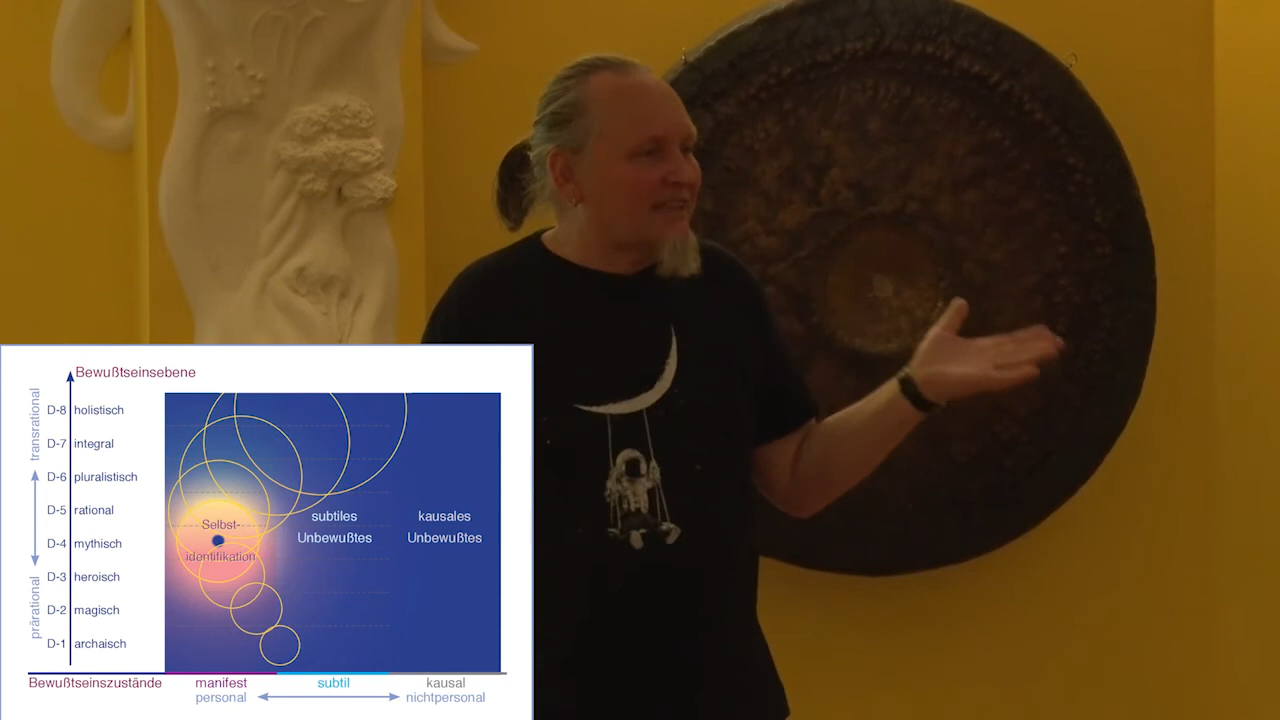 Bewußtseinsebene
transrational
prärational
D-8 holistisch
D-7 integral
D-6 pluralistisch
D-5 rational
D-4 mythisch
D-3 heroisch
D-2 magisch
D-1 archaisch
Selbst-
identifikation
subtiles
Unbewußtes
kausales
Unbewußtes
Bewußtseinszustände
manifest
subtil
kausal
personal
nichtpersonal